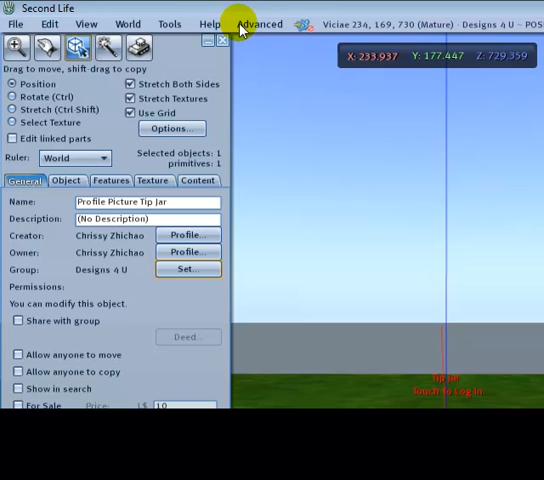 Second Life
File Edit View World Tools Help Advanced Viciae 234, 169, 730 (Mature) - Designs 4 U ~ POS
X: 233.937 Y: 177.447 Z: 729.359
Drag to move, shift-drag to copy
Position
Rotate (Ctrl)
Stretch (Ctrl-Shift)
Select Texture
Edit linked parts
Stretch Both Sides
Stretch Textures
Use Grid
Options...
Ruler: World
Selected objects: 1
primitives: 1
General Object Features Texture Content
Name: Profile Picture Tip Jar
Description: (No Description)
Creator: Chrissy Zhichao Profile...
Owner: Chrissy Zhichao Profile...
Group: Designs 4 U Set...
Permissions:
You can modify this object.
Share with group
Deed...
Allow anyone to move
Allow anyone to copy
Show in search
For Sale Price: L$ 10
Tip Jar
Touch To Log In